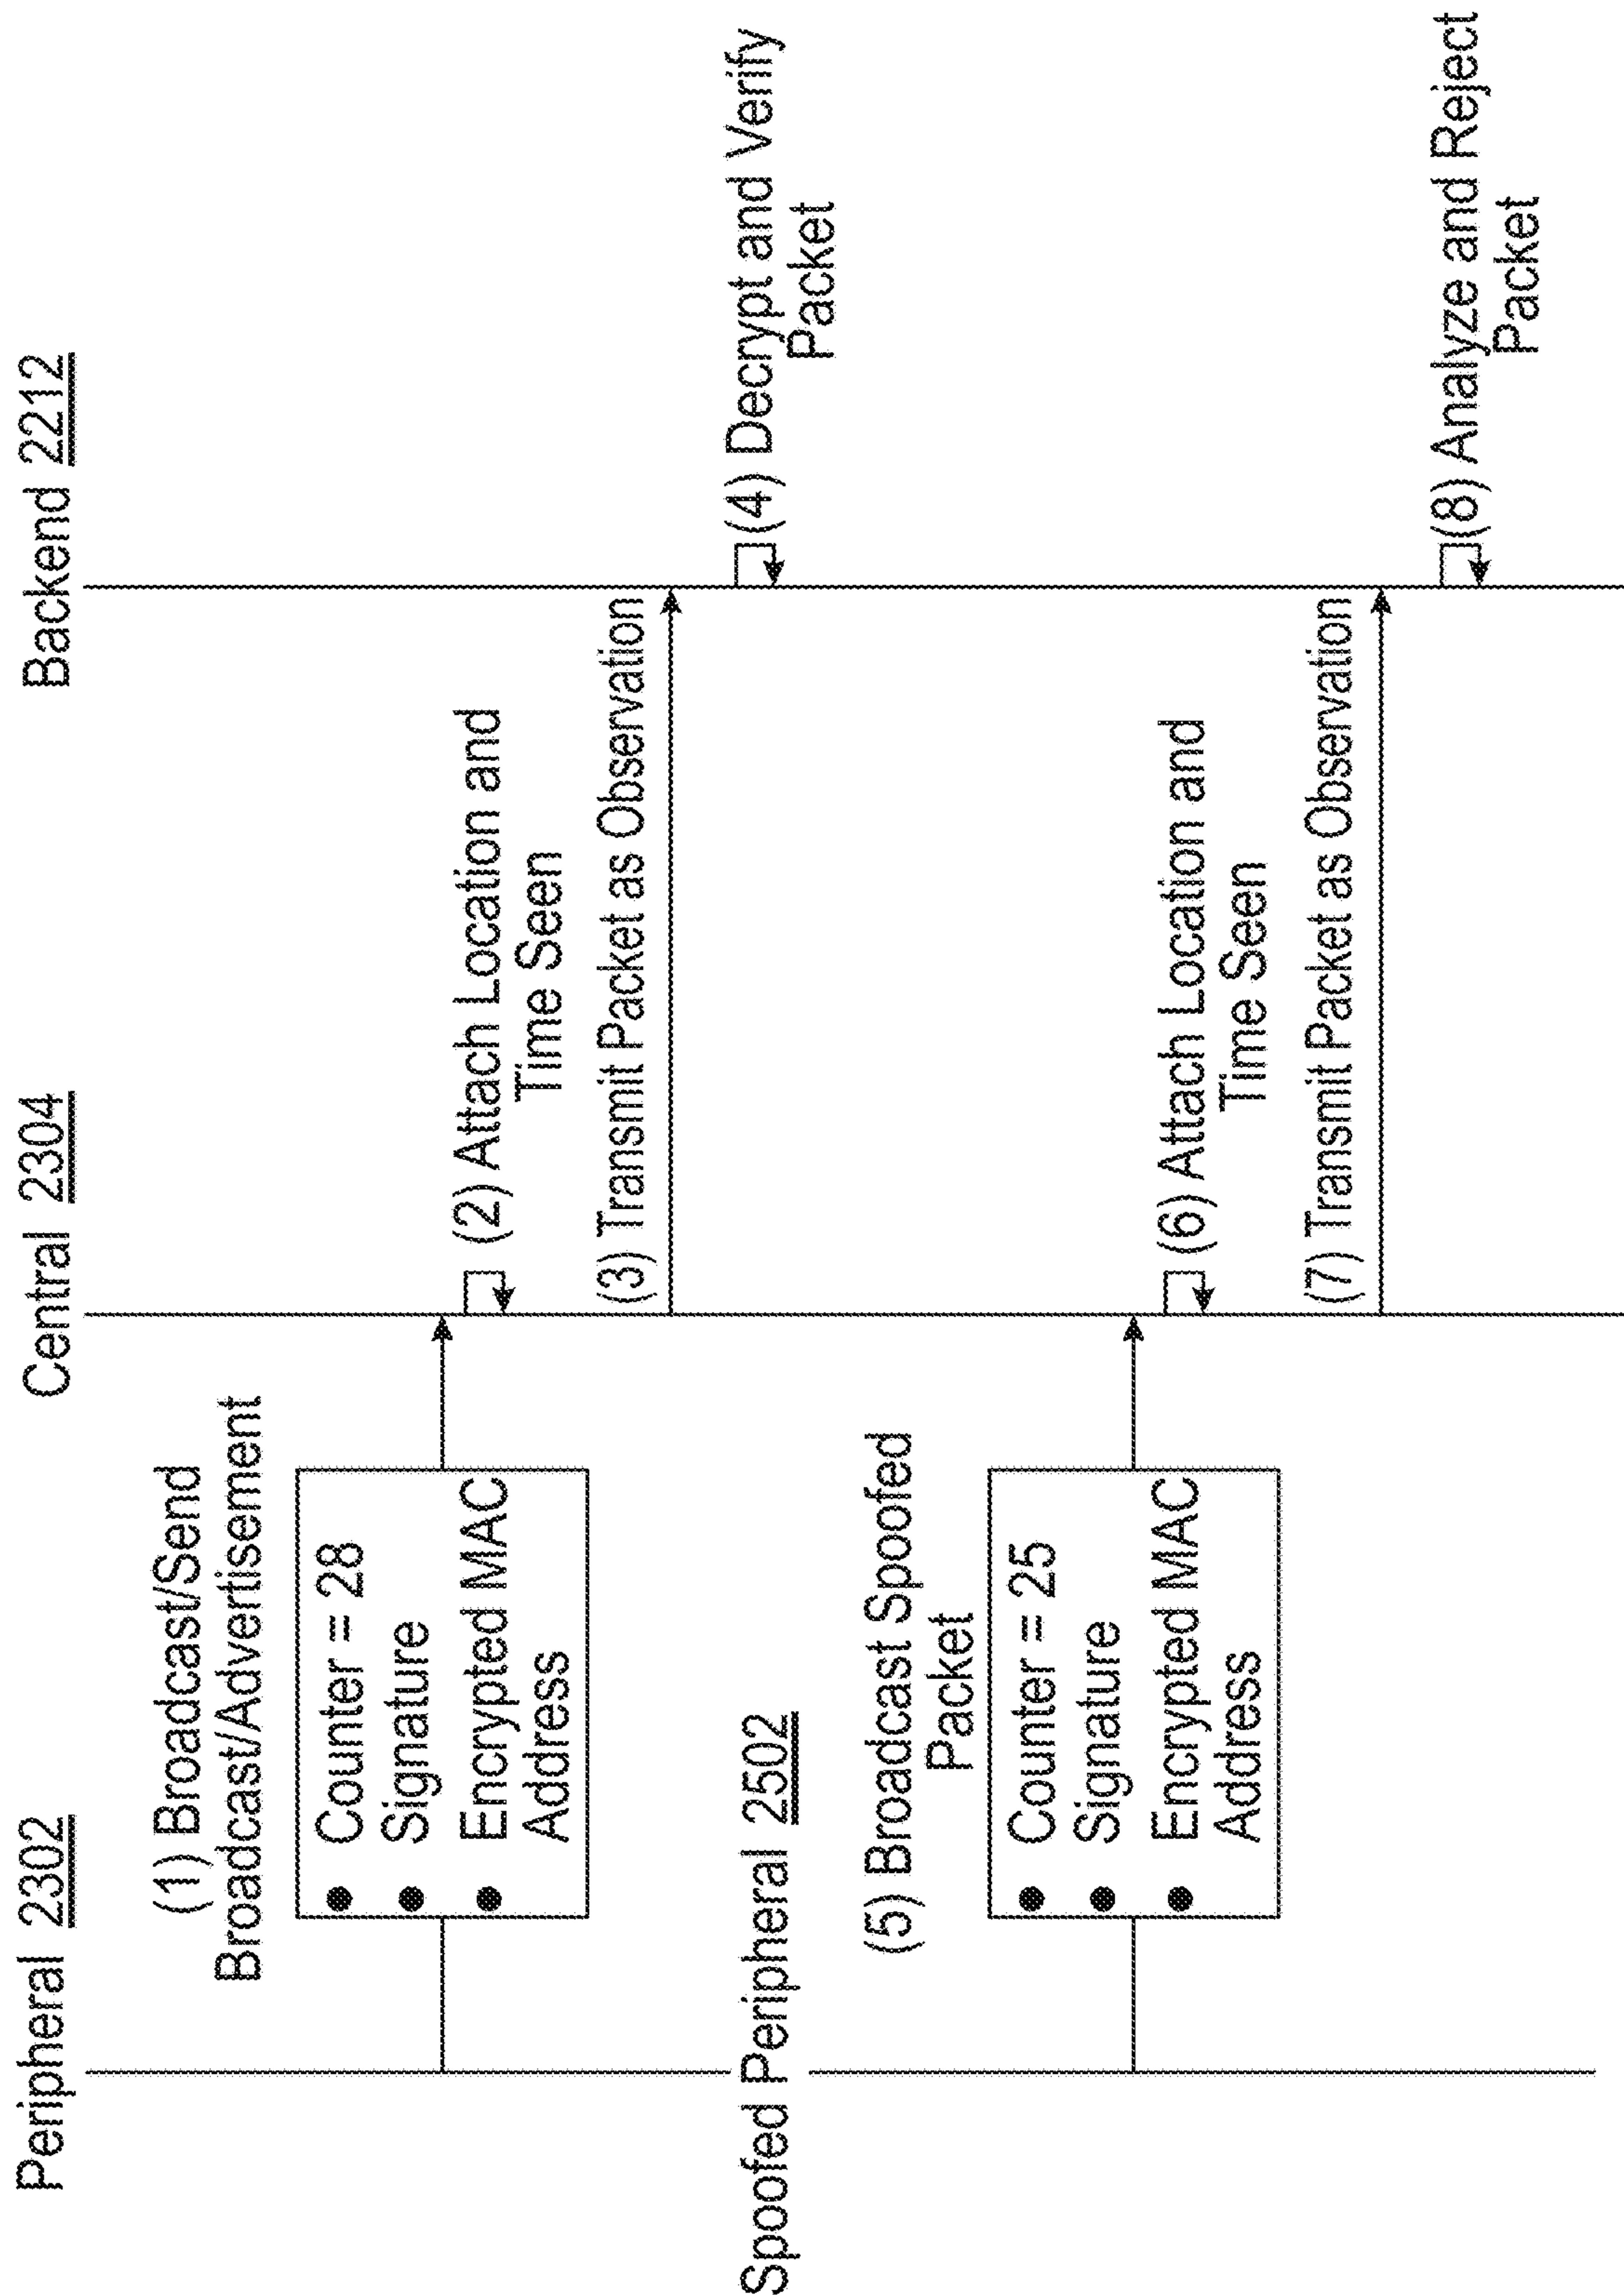 Peripheral 2302
Central 2304
Backend 2212
(1) Broadcast/Send
Broadcast/Advertisement
● Counter = 28
● Signature
● Encrypted MAC
Address
(2) Attach Location and
Time Seen
(3) Transmit Packet as Observation
(4) Decrypt and Verify
Packet
Spoofed Peripheral 2502
(5) Broadcast Spoofed
Packet
● Counter = 25
● Signature
● Encrypted MAC
Address
(6) Attach Location and
Time Seen
(7) Transmit Packet as Observation
(8) Analyze and Reject
Packet